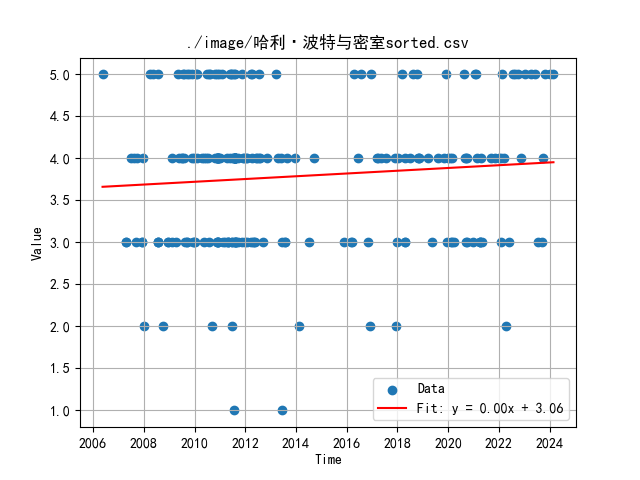 ./image/哈利·波特与密室sorted.csv
5.0
4.5
4.0
3.5
3.0
2.5
2.0
1.5
1.0
Value
2006 2008 2010 2012 2014 2016 2018 2020 2022 2024
Time
Data
Fit: y = 0.00x + 3.06